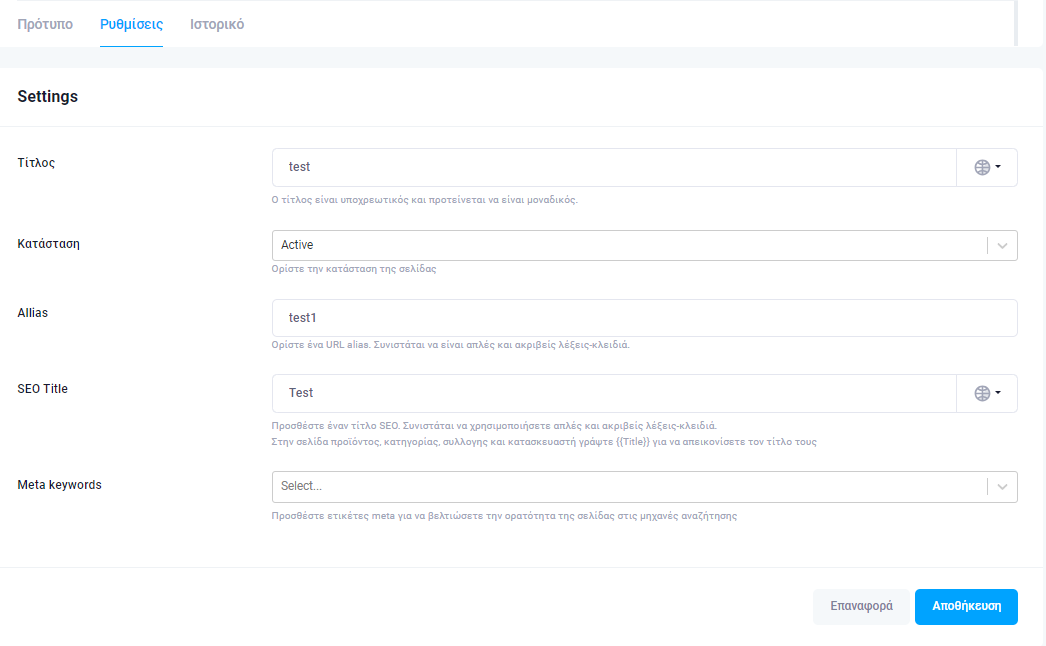 Πρότυπο Ρυθμίσεις Ιστορικό
Settings
Τίτλος
test
Ο τίτλος είναι υποχρεωτικός και προτείνεται να είναι μοναδικός.
Κατάσταση
Active
Ορίστε την κατάσταση της σελίδας
Allias
test1
Ορίστε ένα URL alias. Συνιστάται να είναι απλές και ακριβείς λέξεις-κλειδιά.
SEO Title
Test
Προσθέστε έναν τίτλο SEO. Συνιστάται να χρησιμοποιήσετε απλές και ακριβείς λέξεις-κλειδιά.
Στην σελίδα προϊόντος, κατηγορίας, συλλογης και κατασκευαστή γράψτε {{Title}} για να απεικονίσετε τον τίτλο τους
Meta keywords
Select...
Προσθέστε ετικέτες meta για να βελτιώσετε την ορατότητα της σελίδας στις μηχανές αναζήτησης
Επαναφορά Αποθήκευση